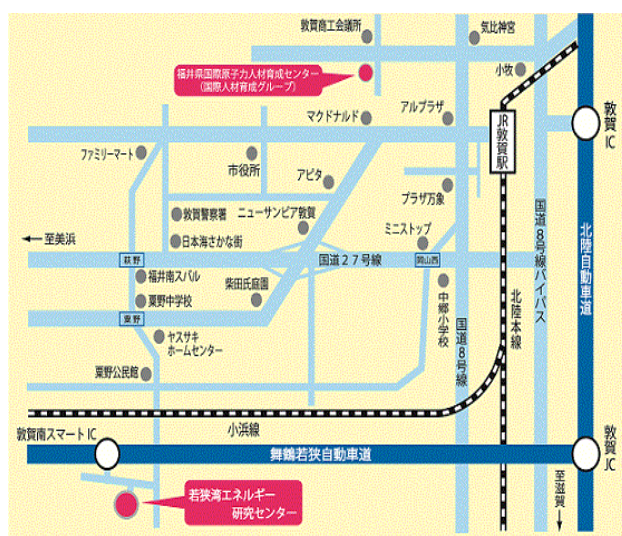 敦賀商工会議所
気比神宮
福井県国際原子力人材育成センター
(国際人材育成グループ)
小牧
マクドナルド
アルプラザ
JR敦賀駅
敦賀IC
ファミリーマート
市役所
アピタ
プラザ万象
敦賀警察署
ニューサンピア敦賀
ミニストップ
国道8号線バイパス
北陸自動車道
←至美浜
日本海さかな街
萩野
国道27号線
岡山西
福井南スバル
柴田氏庭園
中郷小学校
北陸本線
粟野中学校
粟野
国道8号線
ヤスサキ
ホームセンター
粟野公民館
小浜線
敦賀南スマートIC
舞鶴若狭自動車道
敦賀JC
若狭湾エネルギー
研究センター
至滋賀→